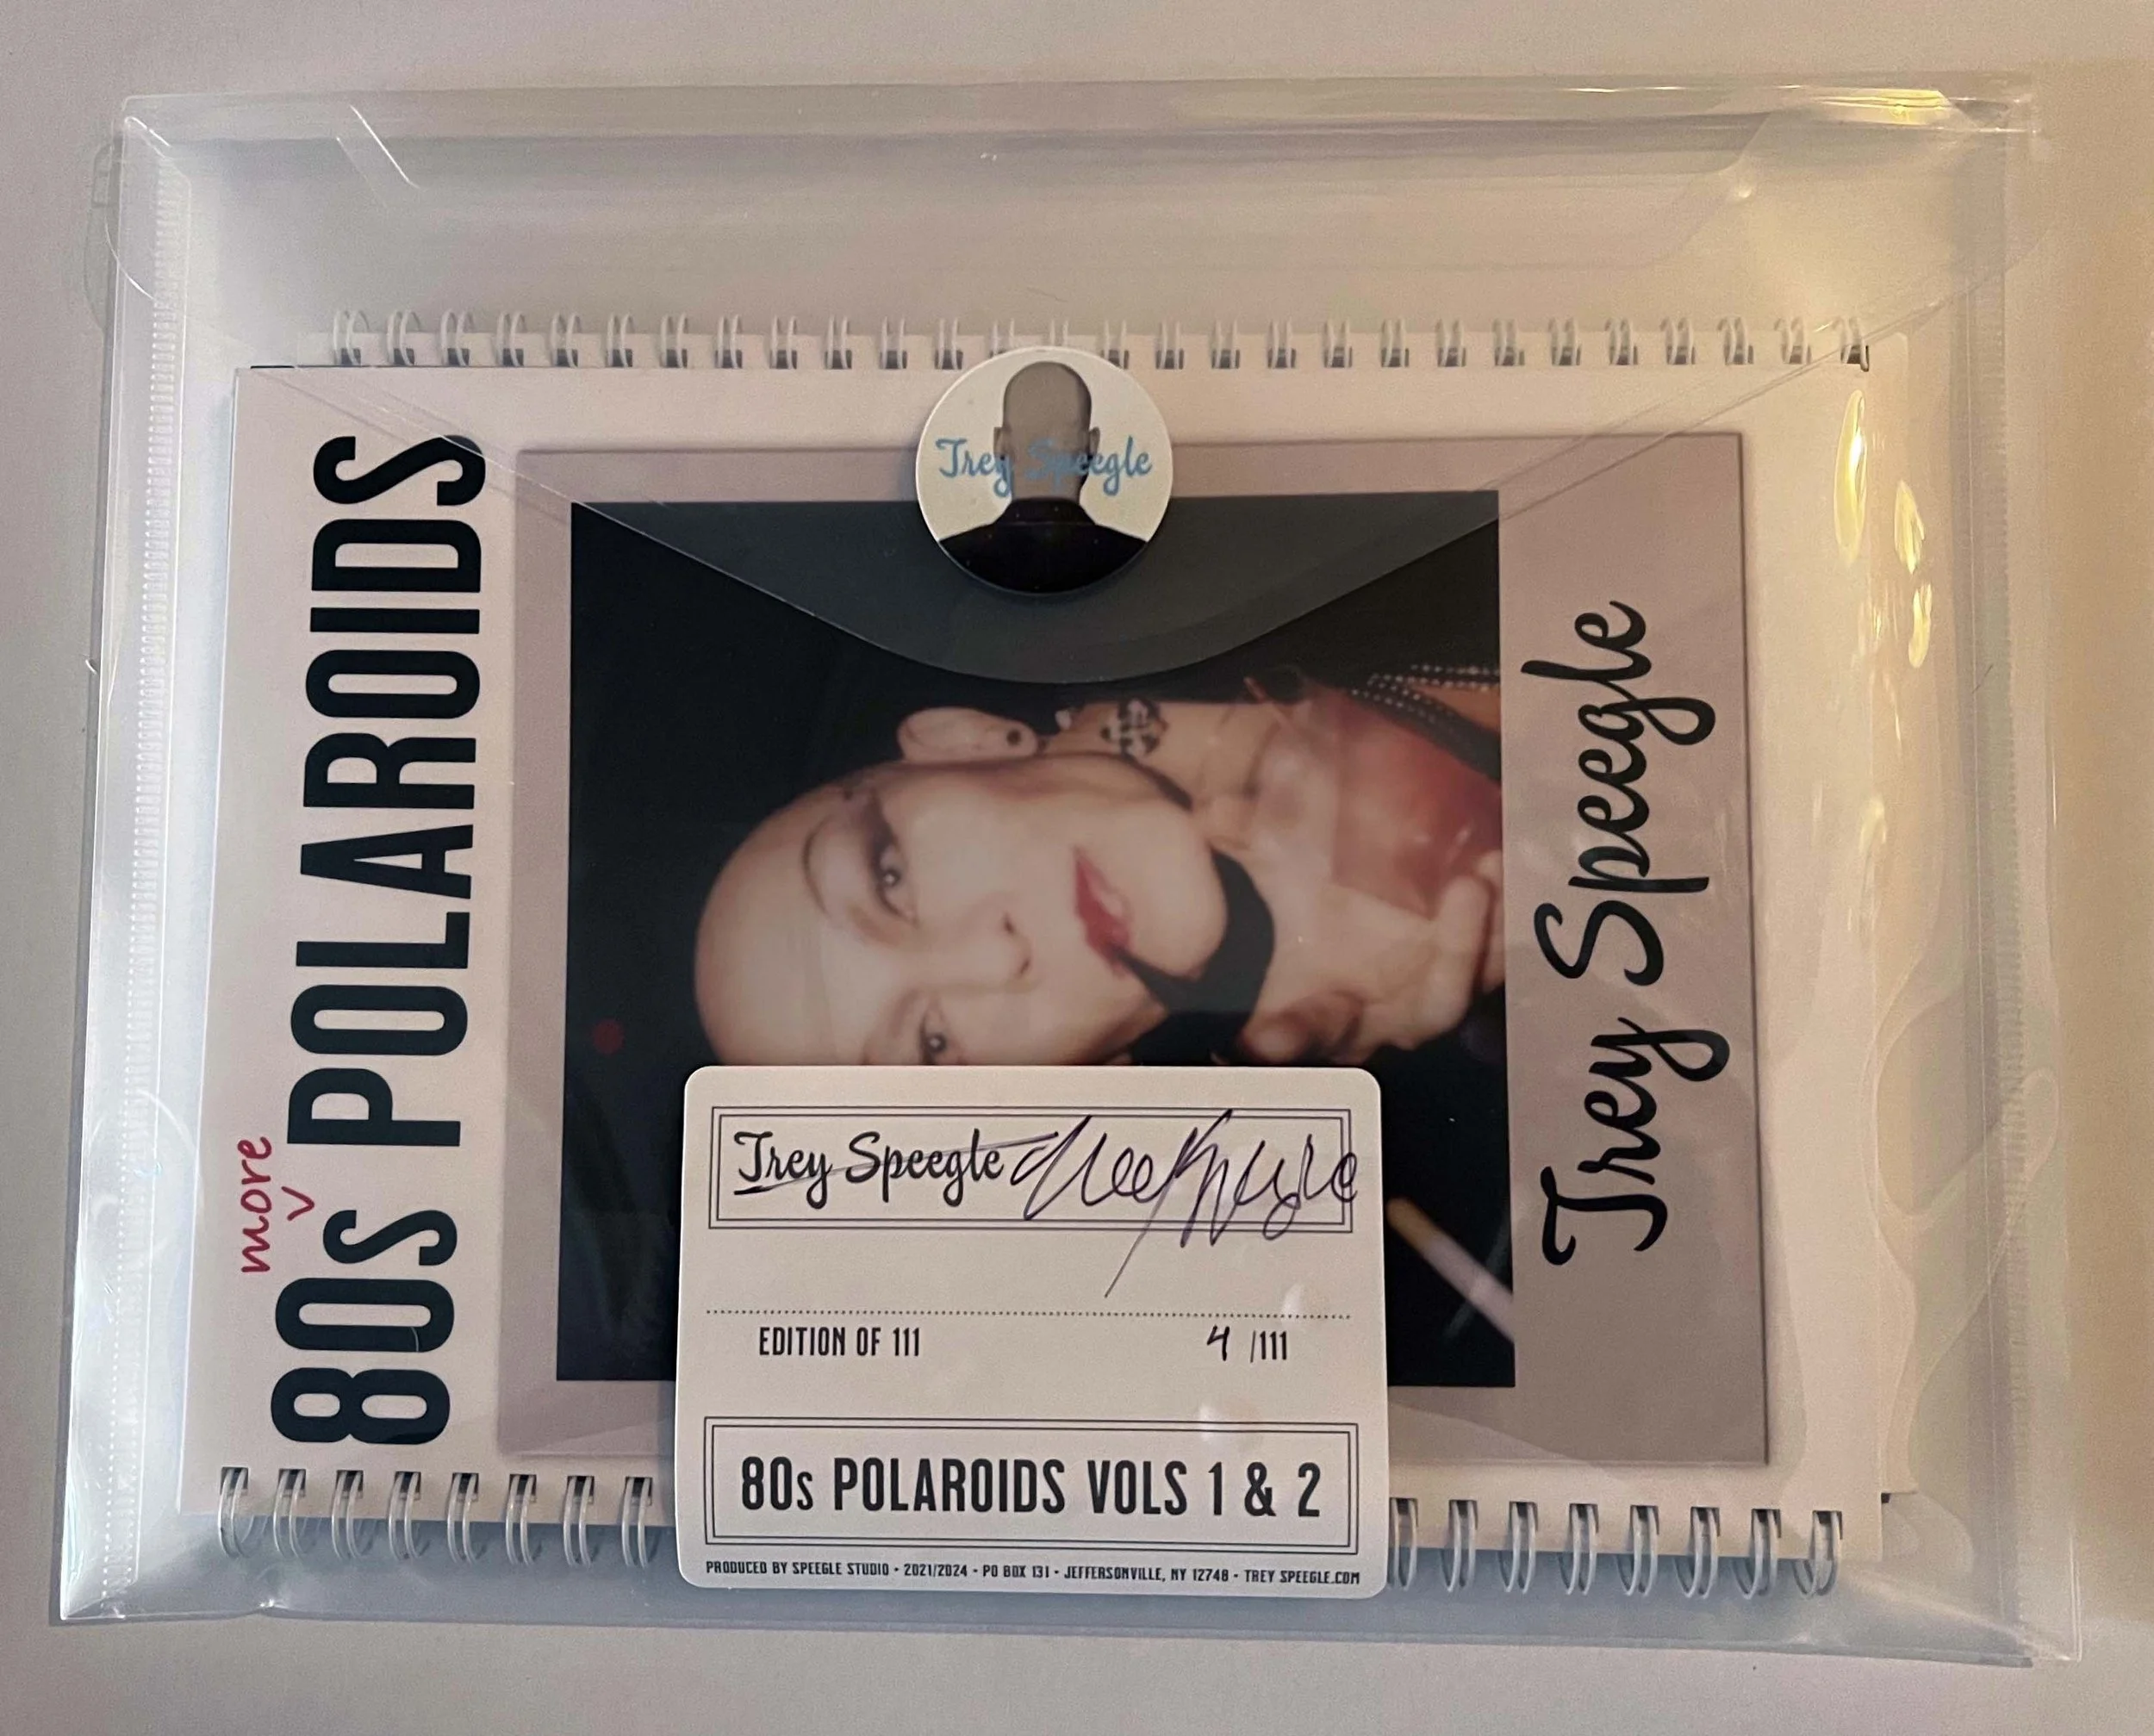 Trey Speegle
80s more POLAROIDS
Trey Speegle
Trey Speegle
EDITION OF 111 4 /111
80s POLAROIDS VOLS 1 & 2
PRODUCED BY SPEEGLE STUDIO - 2021/2024 - PO BOX 131 - JEFFERSONVILLE, NY 12748 - TREY SPEEGLE.COM